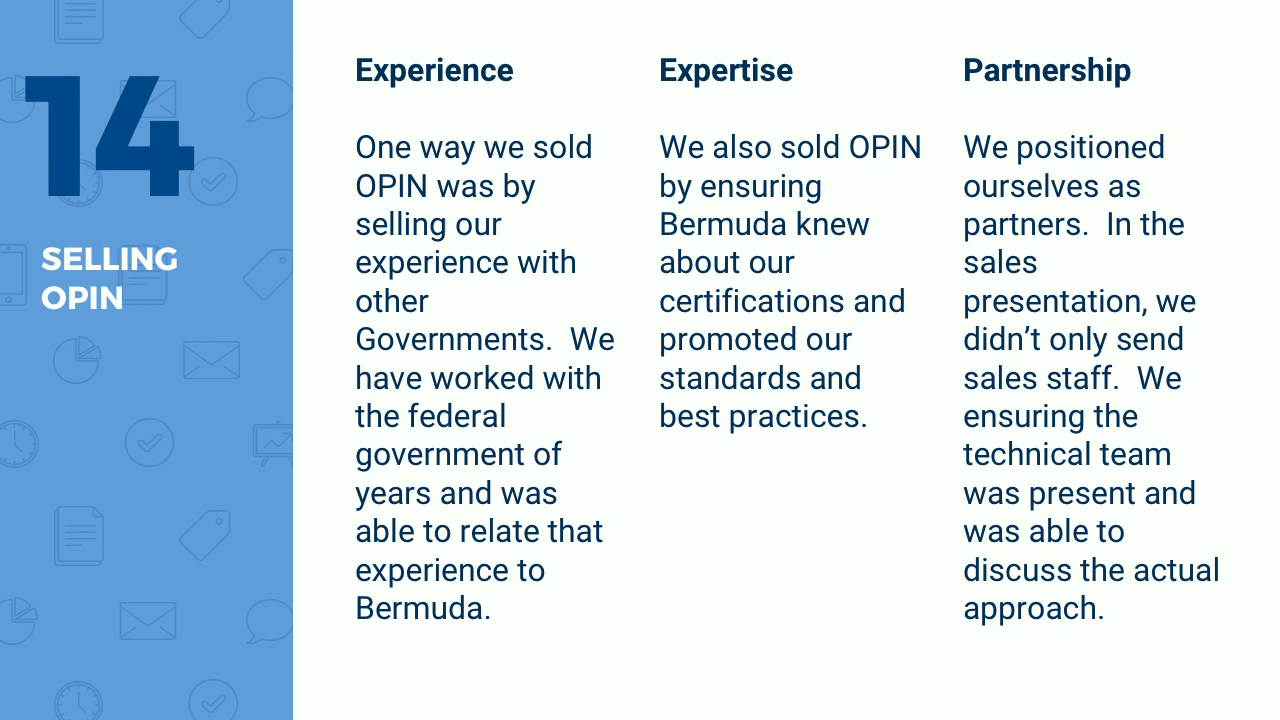 14
SELLING
OPIN
Experience
One way we sold
OPIN was by
selling our
experience with
other
Governments.  We
have worked with
the federal
government of
years and was
able to relate that
experience to
Bermuda.
Expertise
We also sold OPIN
by ensuring
Bermuda knew
about our
certifications and
promoted our
standards and
best practices.
Partnership
We positioned
ourselves as
partners.  In the
sales
presentation, we
didn’t only send
sales staff.  We
ensuring the
technical team
was present and
was able to
discuss the actual
approach.